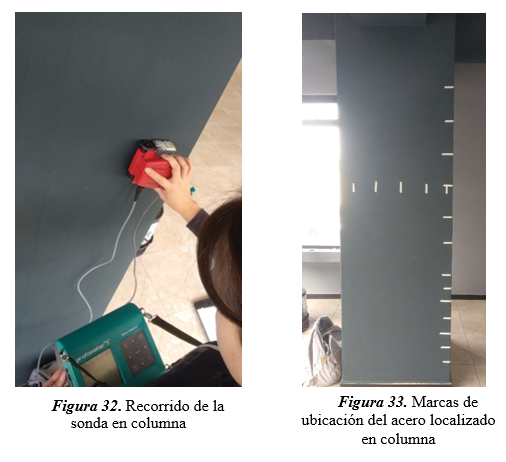 Figura 32. Recorrido de la
sonda en columna
Figura 33. Marcas de
ubicación del acero localizado
en columna